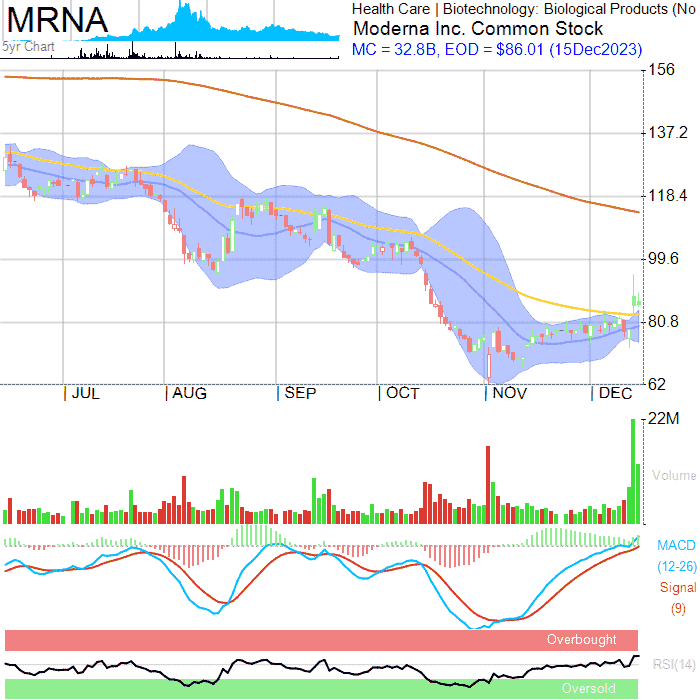 MRNA
5yr Chart
Health Care | Biotechnology: Biological Products (No
Moderna Inc. Common Stock
MC = 32.8B, EOD = $86.01 (15Dec2023)
156
137.2
118.4
99.6
80.8
62
JUL AUG SEP OCT NOV DEC
22M
Volume
MACD
(12-26)
Signal
(9)
Overbought
RSI(14)
Oversold